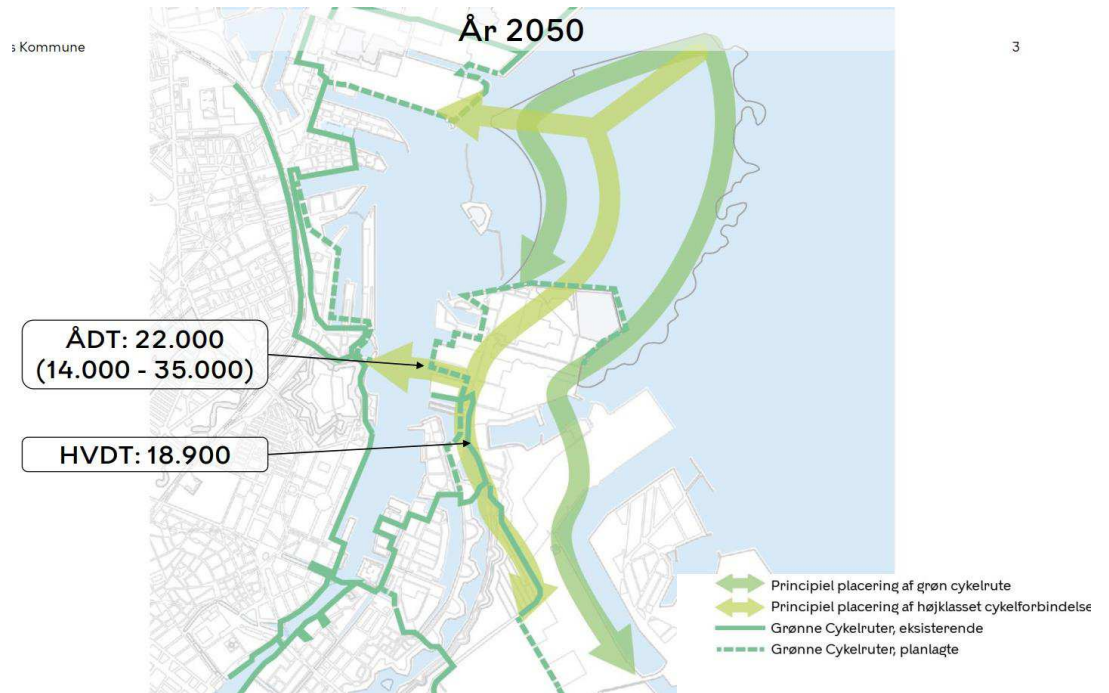 År 2050
s Kommune
3
ÅDT: 22.000
(14.000 - 35.000)
HVDT: 18.900
Principiel placering af grøn cykelrute
Principiel placering af højklasset cykelforbindelse
Grønne Cykelruter, eksisterende
Grønne Cykelruter, planlagte